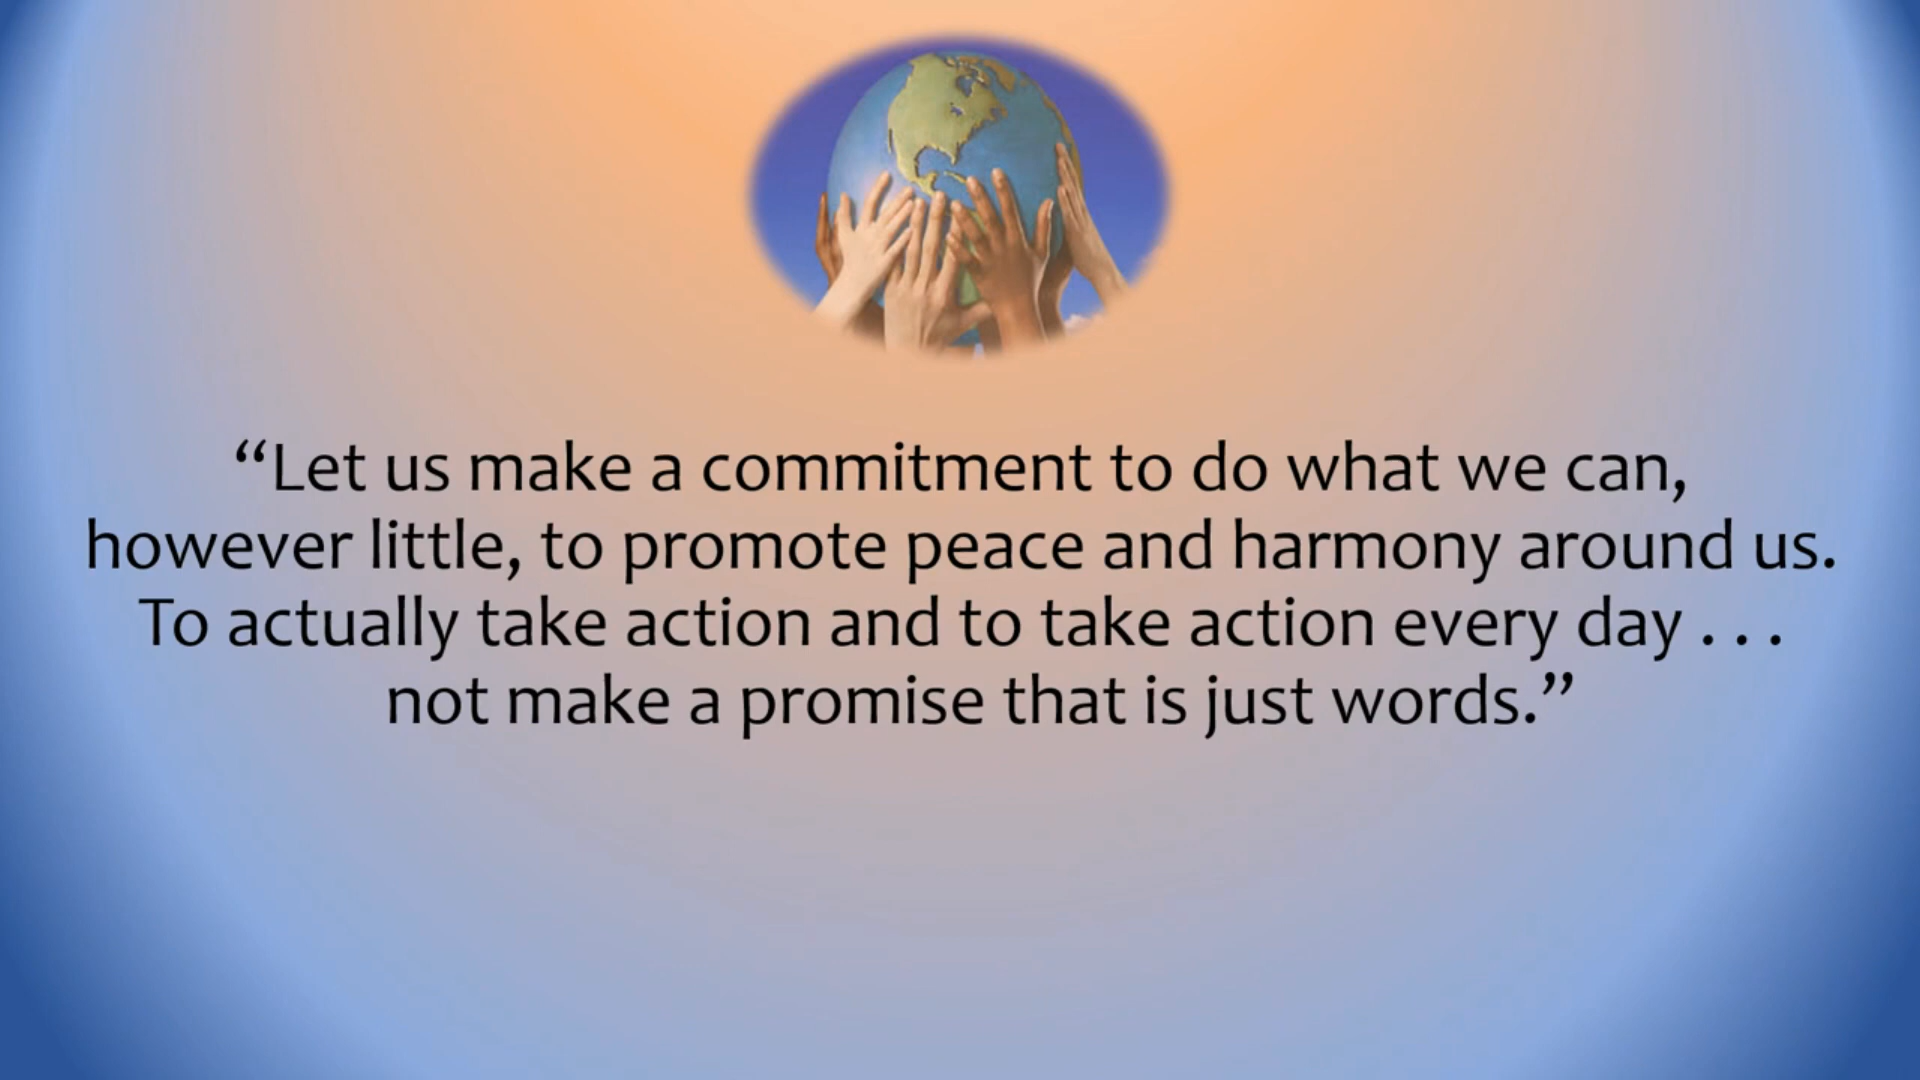 “Let us make a commitment to do what we can,
however little, to promote peace and harmony around us.
To actually take action and to take action every day . . .
not make a promise that is just words.”